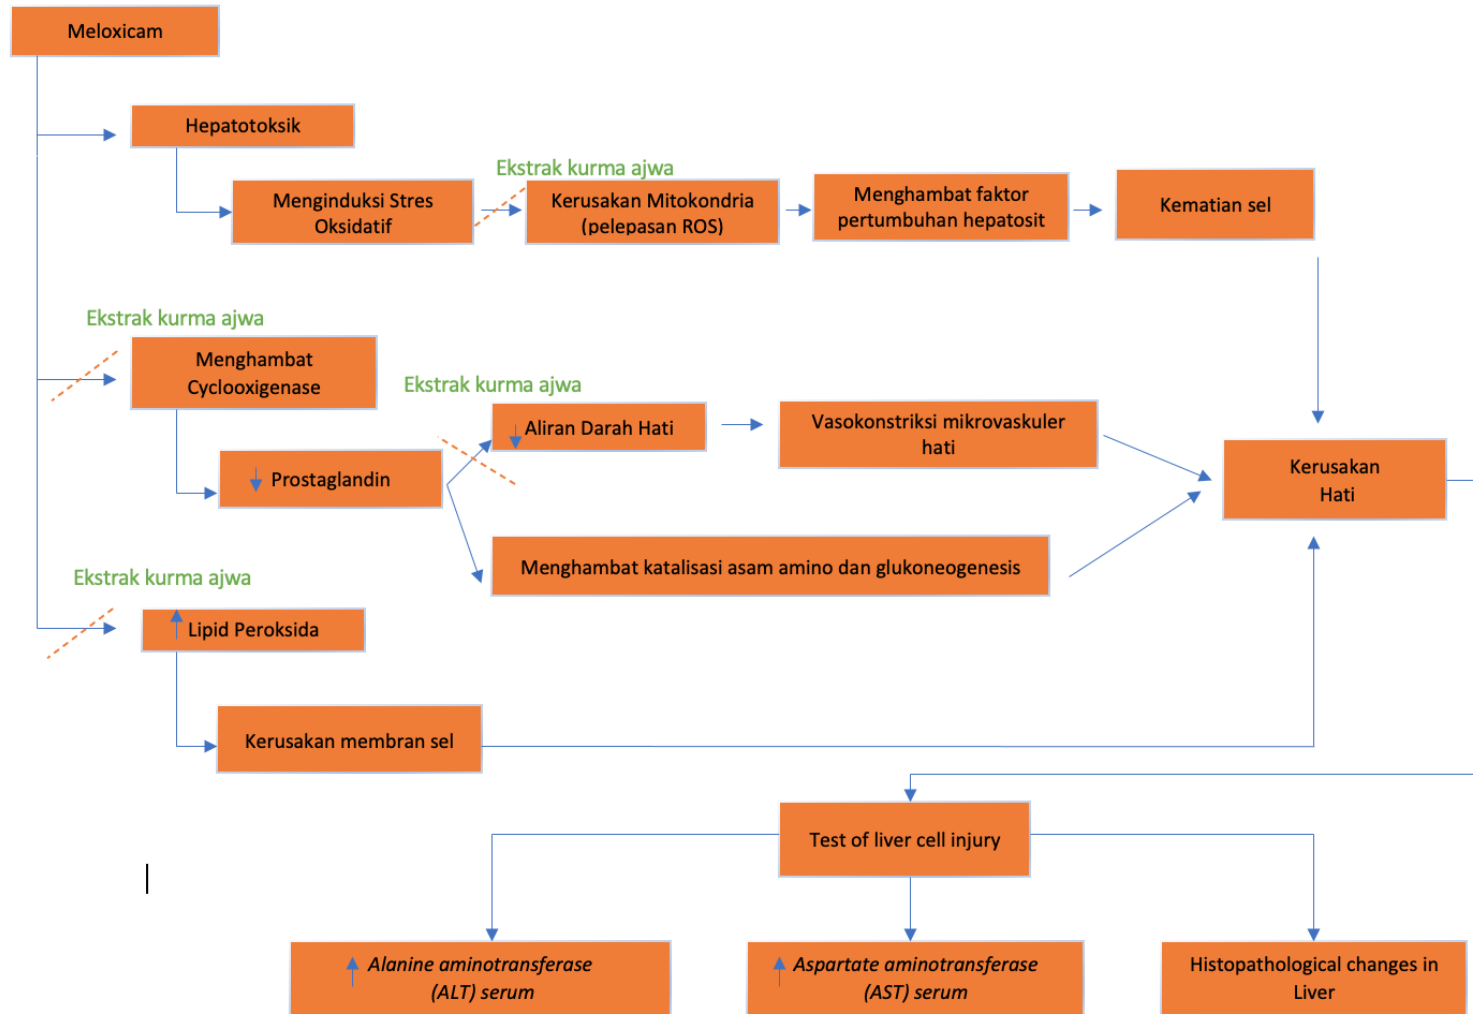 Meloxicam
Hepatotoksik
Ekstrak kurma ajwa
Menginduksi Stres
Oksidatif
Kerusakan Mitokondria
(pelepasan ROS)
Menghambat faktor
pertumbuhan hepatosit
Kematian sel
Ekstrak kurma ajwa
Menghambat
Cyclooxigenase
Ekstrak kurma ajwa
Aliran Darah Hati
Vasokonstriksi mikrovaskuler
hati
Prostaglandin
Kerusakan
Hati
Menghambat katalisasi asam amino dan glukoneogenesis
Ekstrak kurma ajwa
Lipid Peroksida
Kerusakan membran sel
Test of liver cell injury
Alanine aminotransferase
(ALT) serum
Aspartate aminotransferase
(AST) serum
Histopathological changes in
Liver